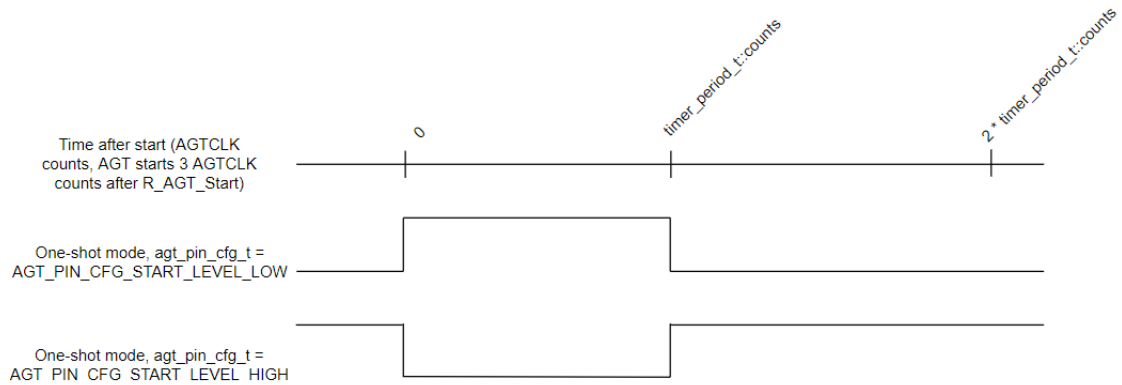 0
timer_period_t::counts
2 * timer_period_t::counts
Time after start (AGTCLK
counts, AGT starts 3 AGTCLK
counts after R_AGT_Start)
One-shot mode, agt_pin_cfg_t =
AGT_PIN_CFG_START_LEVEL_LOW
One-shot mode, agt_pin_cfg_t =
AGT_PIN_CFG_START_LEVEL_HIGH